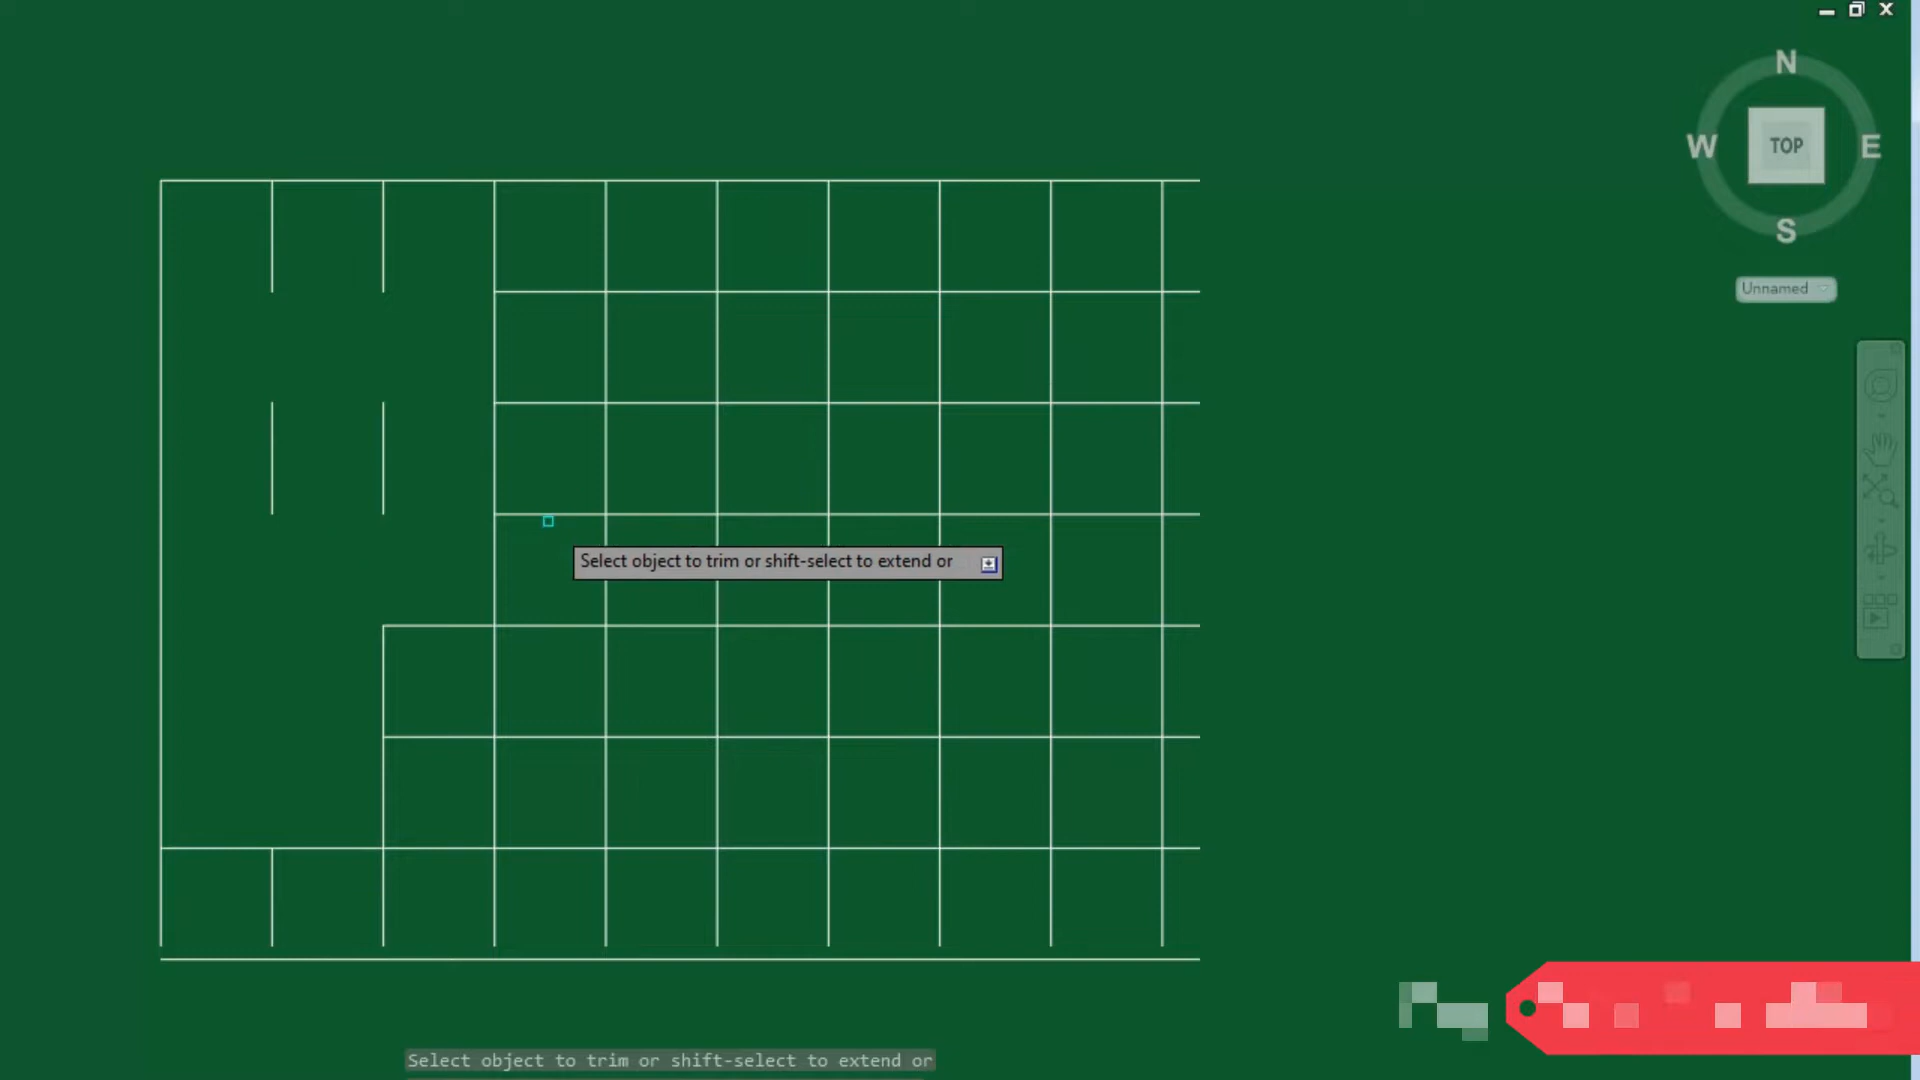 N
W
TOP
E
S
Unnamed
Select object to trim or shift-select to extend or
Select object to trim or shift-select to extend or